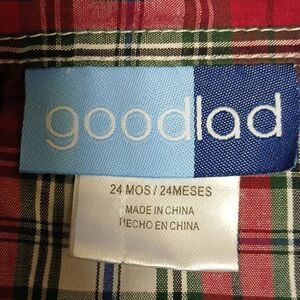 goodlad
24 MOS / 24MESES
MADE IN CHINA
HECHO EN CHINA